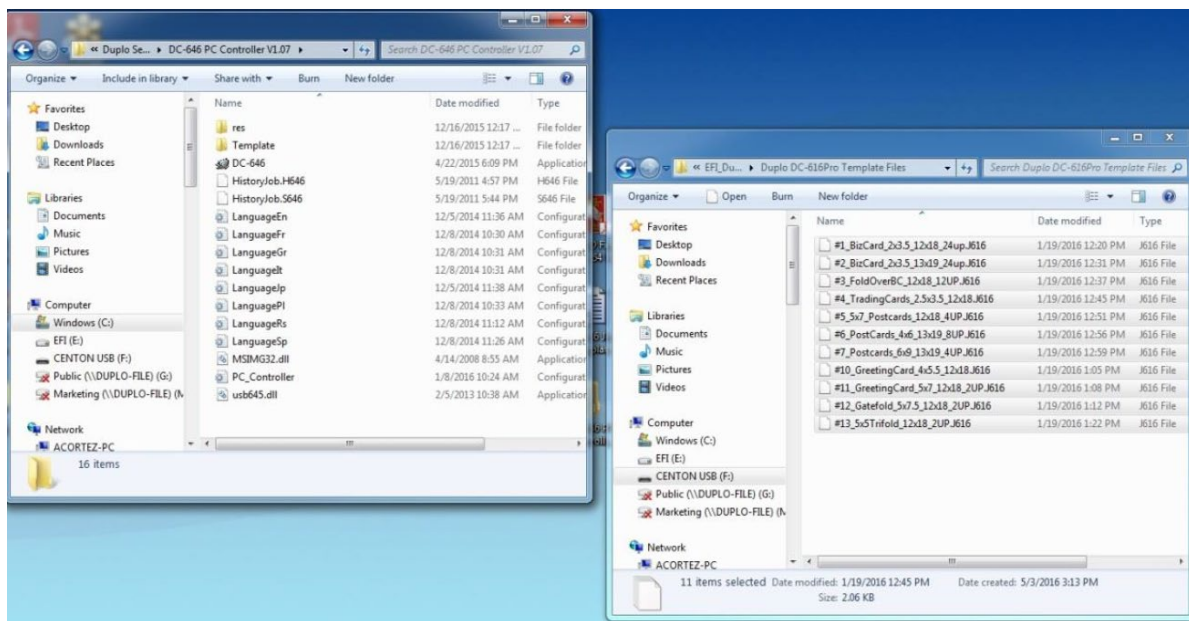 « Duplo Se... ▸ DC-646 PC Controller V1.07 ▸
Search DC-646 PC Controller V1.07
Organize Include in library Share with Burn New folder
Favorites
Desktop
Downloads
Recent Places
Libraries
Documents
Music
Pictures
Videos
Computer
Windows (C:)
EFI (E:)
CENTON USB (F:)
Public (\\DUPLO-FILE) (G:)
Marketing (\\DUPLO-FILE) (M
Network
ACORTEZ-PC
Name Date modified Type
res 12/16/2015 12:17 ... File folder
Template 12/16/2015 12:17 ... File folder
DC-646 4/22/2015 6:09 PM Application
HistoryJob.H646 5/19/2011 4:57 PM H646 File
HistoryJob.S646 5/19/2011 5:44 PM S646 File
LanguageEn 12/5/2014 11:36 AM Configurat
LanguageFr 12/8/2014 10:30 AM Configurat
LanguageGr 12/8/2014 10:31 AM Configurat
LanguageIt 12/8/2014 10:31 AM Configurat
LanguageJp 12/5/2014 11:38 AM Configurat
LanguagePl 12/8/2014 10:33 AM Configurat
LanguageRs 12/8/2014 11:12 AM Configurat
LanguageSp 12/8/2014 11:26 AM Configurat
MSIMG32.dll 4/14/2008 8:55 AM Application
PC_Controller 1/8/2016 10:24 AM Configurat
usb645.dll 2/5/2013 10:38 AM Application
16 items
« EFI_Du... ▸ Duplo DC-616Pro Template Files
Search Duplo DC-616Pro Template Files
Organize Open Burn New folder
Favorites
Desktop
Downloads
Recent Places
Libraries
Documents
Music
Pictures
Videos
Computer
Windows (C:)
EFI (E:)
CENTON USB (F:)
Public (\\DUPLO-FILE) (G:)
Marketing (\\DUPLO-FILE) (M
Network
ACORTEZ-PC
Name Date modified Type
#1_BizCard_2x3.5_12x18_24up.J616 1/19/2016 12:20 PM J616 File
#2_BizCard_2x3.5_13x19_24up.J616 1/19/2016 12:31 PM J616 File
#3_FoldOverBC_12x18_12UP.J616 1/19/2016 12:37 PM J616 File
#4_TradingCards_2.5x3.5_12x18.J616 1/19/2016 12:45 PM J616 File
#5_5x7_Postcards_12x18_4UP.J616 1/19/2016 12:51 PM J616 File
#6_PostCards_4x6_13x19_8UP.J616 1/19/2016 12:56 PM J616 File
#7_Postcards_6x9_13x19_4UP.J616 1/19/2016 12:59 PM J616 File
#10_GreetingCard_4x5.5_12x18.J616 1/19/2016 1:05 PM J616 File
#11_GreetingCard_5x7_12x18_2UP.J616 1/19/2016 1:08 PM J616 File
#12_Gatefold_5x7.5_12x18_2UP.J616 1/19/2016 1:12 PM J616 File
#13_5x5Trifold_12x18_2UP.J616 1/19/2016 1:22 PM J616 File
11 items selected Date modified: 1/19/2016 12:45 PM Date created: 5/3/2016 3:13 PM
Size: 2.06 KB